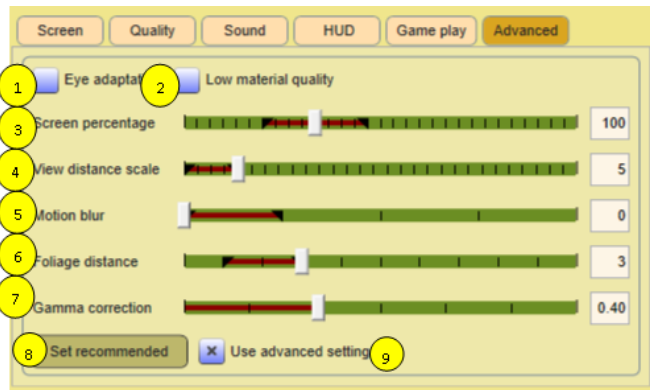 Screen Quality Sound HUD Game play Advanced
1 Eye adaptat 2 Low material quality
3 Screen percentage 100
4 View distance scale 5
5 Motion blur 0
6 Foliage distance 3
7 Gamma correction 0.40
8 Set recommended Use advanced setting 9